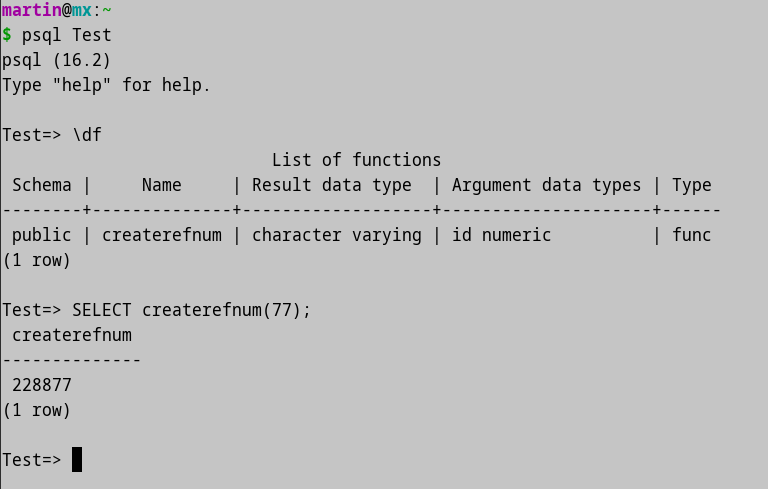 martin@mx:~
$ psql Test
psql (16.2)
Type "help" for help.

Test=> \df
                           List of functions
 Schema |     Name     | Result data type  | Argument data types | Type
--------+--------------+-------------------+---------------------+------
 public | createrefnum | character varying | id numeric          | func
(1 row)

Test=> SELECT createrefnum(77);
 createrefnum
--------------
 228877
(1 row)

Test=>